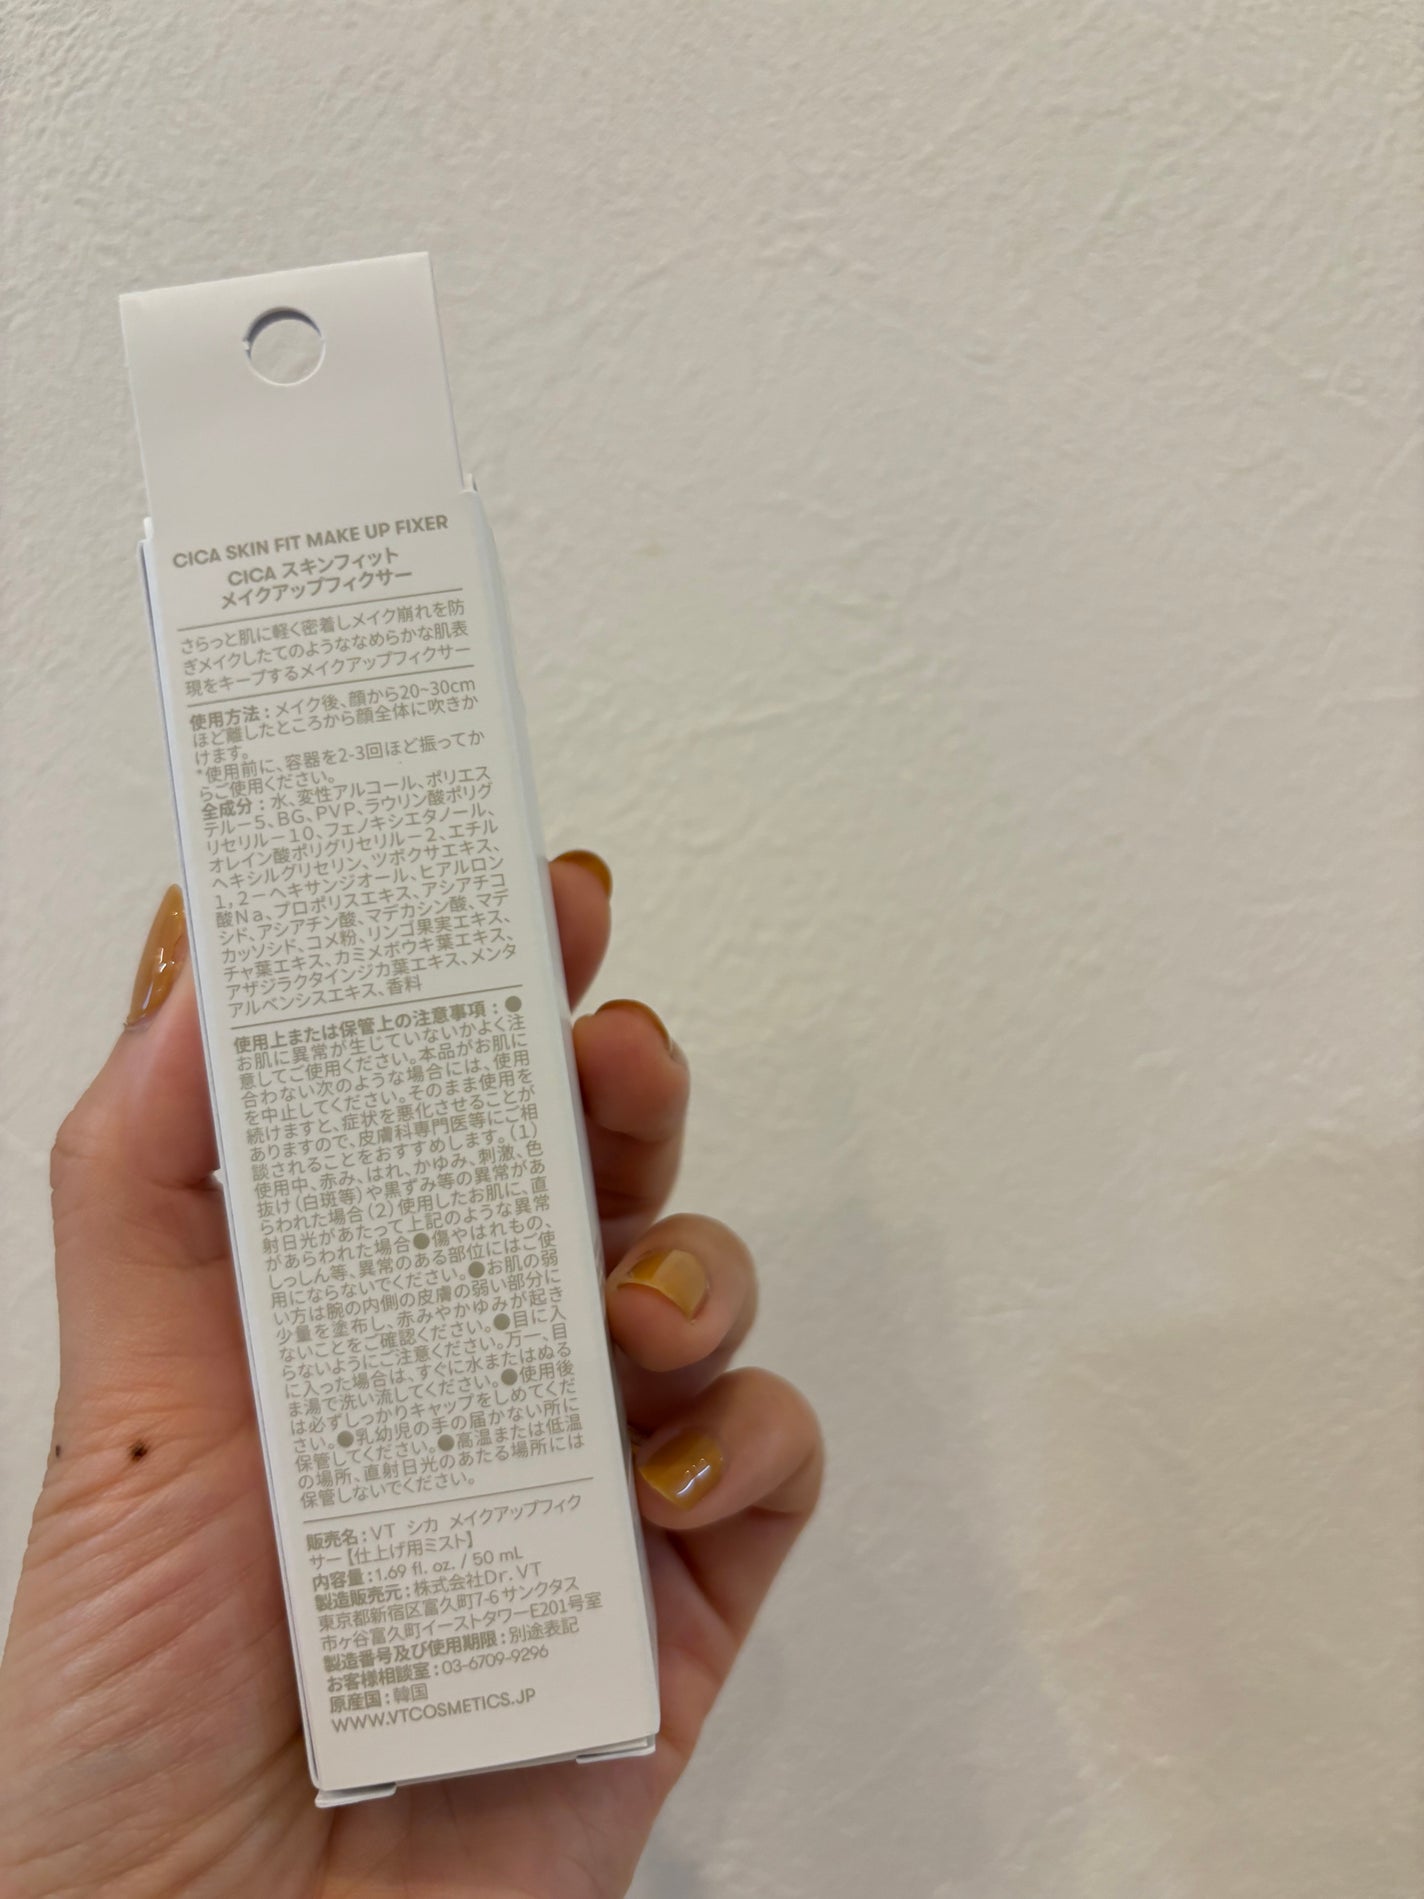 CICA SKIN FIT MAKE UP FIXER
CICA スキンフィット
メイクアップフィクサー
さらっと肌に軽く密着しメイク崩れを防
ぎメイクしたてのようななめらかな肌表
現をキープするメイクアップフィクサー
使用方法：メイク後、顔から20~30cm
ほど離したところから顔全体に吹きか
けます。
*使用前に、容器を2-3回ほど振ってか
らご使用ください。
全成分：水、変性アルコール、ポリエス
テル－5、BG、PVP、ラウリン酸ポリグ
リセリル－10、フェノキシエタノール、
オレイン酸ポリグリセリル－2、エチル
ヘキシルグリセリン、ツボクサエキス、
1,2－ヘキサンジオール、ヒアルロン
酸Na、プロポリスエキス、アシアチコ
シド、アシアチン酸、マデカシン酸、マデ
カッソシド、コメ粉、リンゴ果実エキス、
チャ葉エキス、カミメボウキ葉エキス、
アザジラクタインジカ葉エキス、メンタ
アルベンシスエキス、香料
使用上または保管上の注意事項：●
お肌に異常が生じていないかよく注
意してご使用ください。本品がお肌に
合わない次のような場合には、使用
を中止してください。そのまま使用を
続けますと、症状を悪化させることが
ありますので、皮膚科専門医等にご相
談されることをおすすめします。（1）
使用中、赤み、はれ、かゆみ、刺激、色
抜け（白斑等）や黒ずみ等の異常があ
らわれた場合（2）使用したお肌に、直
射日光があたって上記のような異常
があらわれた場合●傷やはれもの、
しっしん等、異常のある部位にはご使
用にならないでください。●お肌の弱
い方は腕の内側の皮膚の弱い部分に
少量を塗布し、赤みやかゆみが起き
ないことをご確認ください。●目に入
らないようにご注意ください。万一、目
に入った場合は、すぐに水またはぬる
ま湯で洗い流してください。●使用後
は必ずしっかりキャップをしめてくだ
さい。●乳幼児の手の届かない所に
保管してください。●高温または低温
の場所、直射日光のあたる場所には
保管しないでください。
販売名：VT シカ メイクアップフィク
サー【仕上げ用ミスト】
内容量：1.69 fl. oz. / 50 mL
製造販売元：株式会社Dr.VT
東京都新宿区富久町7-6サンクタス
市ヶ谷富久町イーストタワーE201号室
製造番号及び使用期限：別途表記
お客様相談室：03-6709-9296
原産国：韓国
WWW.VTCOSMETICS.JP